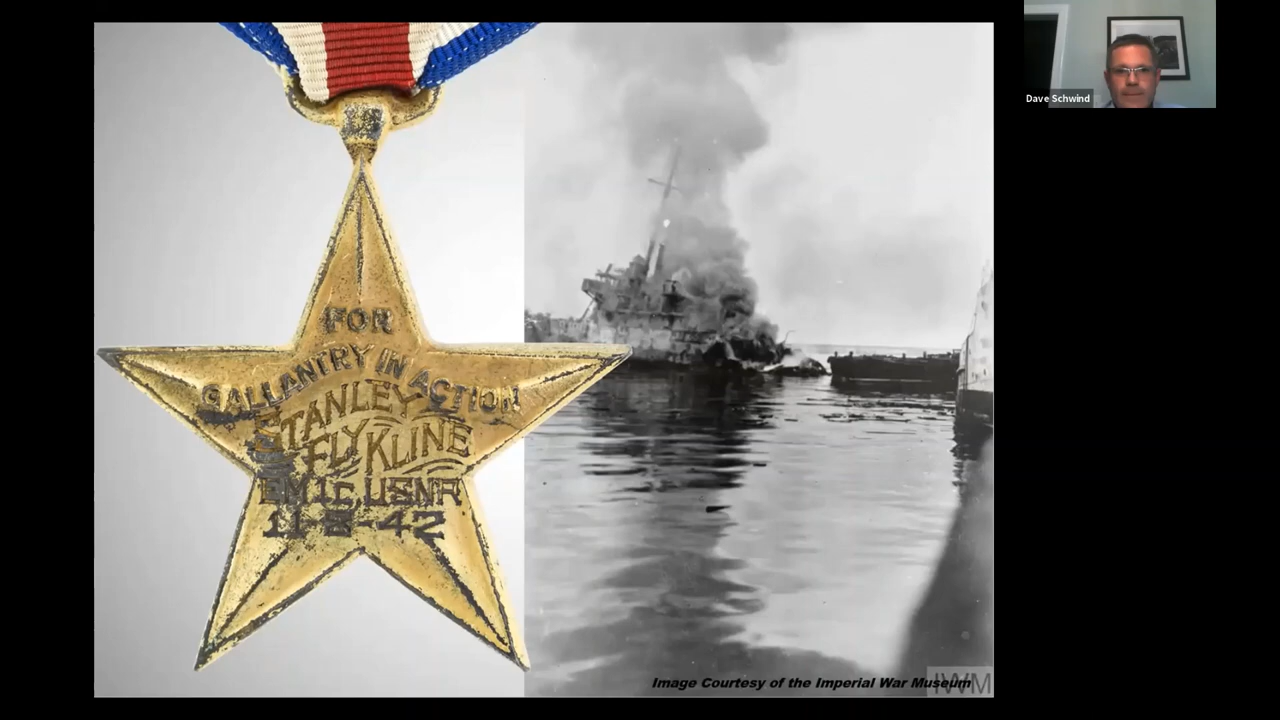 FOR
GALLANTRY IN ACTION
STANLEY
FLYKLINE
EM1C, USNR
11-8-42
Image Courtesy of the Imperial War Museum
IWM
Dave Schwind